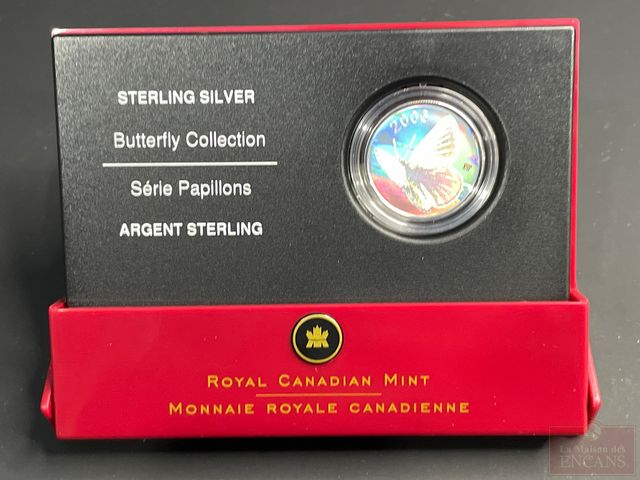 STERLING SILVER
Butterfly Collection
Série Papillons
ARGENT STERLING
ROYAL CANADIAN MINT
MONNAIE ROYALE CANADIENNE
La Maison des
ENCANS